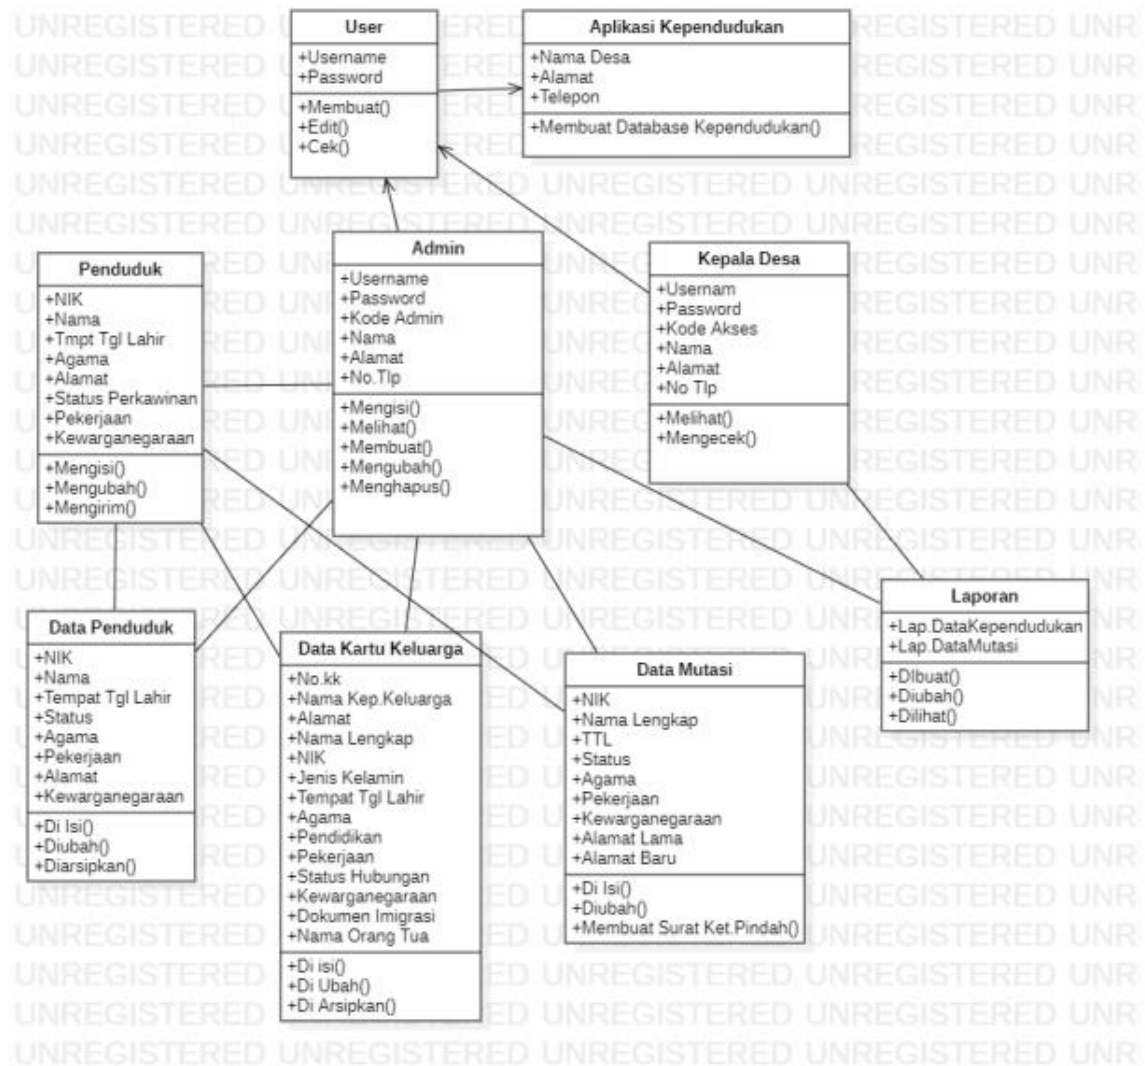 User
+Username
+Password
+Membuat()
+Edit()
+Cek()
Aplikasi Kependudukan
+Nama Desa
+Alamat
+Telepon
+Membuat Database Kependudukan()
Penduduk
+NIK
+Nama
+Tmpt Tgl Lahir
+Agama
+Alamat
+Status Perkawinan
+Pekerjaan
+Kewarganegaraan
+Mengisi()
+Mengubah()
+Mengirim()
Admin
+Username
+Password
+Kode Admin
+Nama
+Alamat
+No.Tlp
+Mengisi()
+Melihat()
+Membuat()
+Mengubah()
+Menghapus()
Kepala Desa
+Usernam
+Password
+Kode Akses
+Nama
+Alamat
+No Tlp
+Melihat()
+Mengecek()
Data Penduduk
+NIK
+Nama
+Tempat Tgl Lahir
+Status
+Agama
+Pekerjaan
+Alamat
+Kewarganegaraan
+Di Isi()
+Diubah()
+Diarsipkan()
Data Kartu Keluarga
+No.kk
+Nama Kep.Keluarga
+Alamat
+Nama Lengkap
+NIK
+Jenis Kelamin
+Tempat Tgl Lahir
+Agama
+Pendidikan
+Pekerjaan
+Status Hubungan
+Kewarganegaraan
+Dokumen Imigrasi
+Nama Orang Tua
+Di isi()
+Di Ubah()
+Di Arsipkan()
Data Mutasi
+NIK
+Nama Lengkap
+TTL
+Status
+Agama
+Pekerjaan
+Kewarganegaraan
+Alamat Lama
+Alamat Baru
+Di Isi()
+Diubah()
+Membuat Surat Ket.Pindah()
Laporan
+Lap.DataKependudukan
+Lap.DataMutasi
+DIbuat()
+Diubah()
+Dilihat()
UNREGISTERED